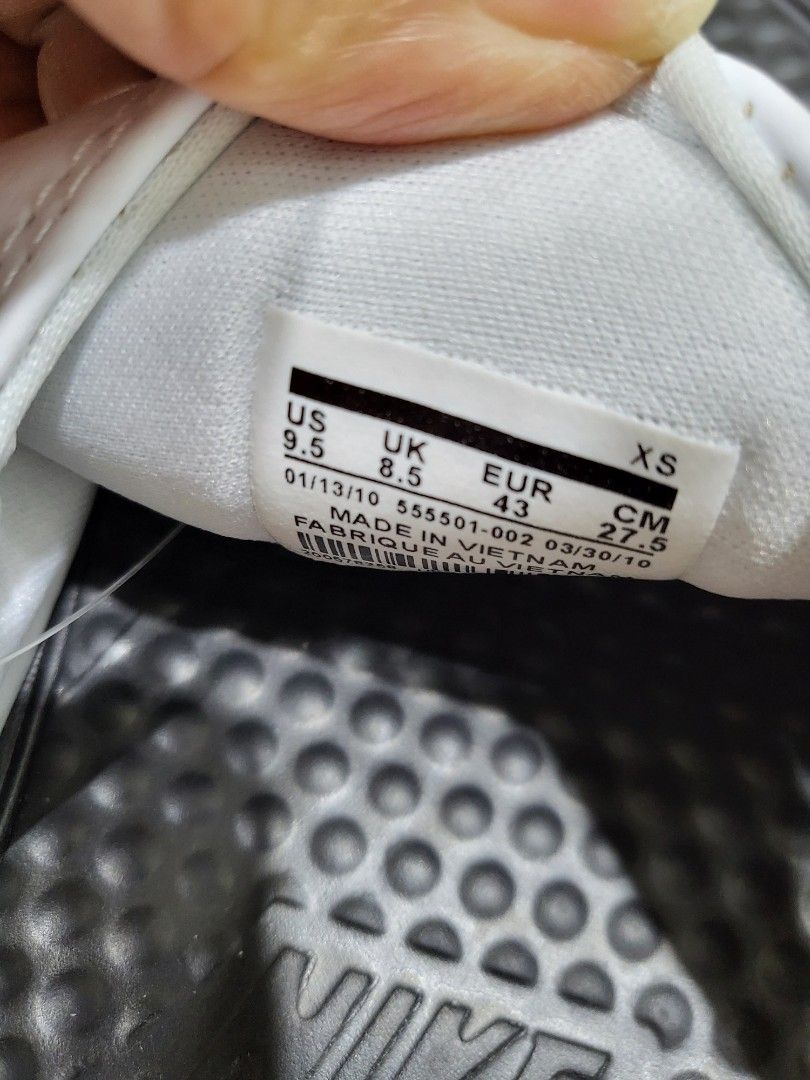 XS
US UK EUR CM
9.5 8.5 43 27.5
01/13/10 555501-002 03/30/10
MADE IN VIETNAM
FABRIQUE AU VIETNAM
NIKE